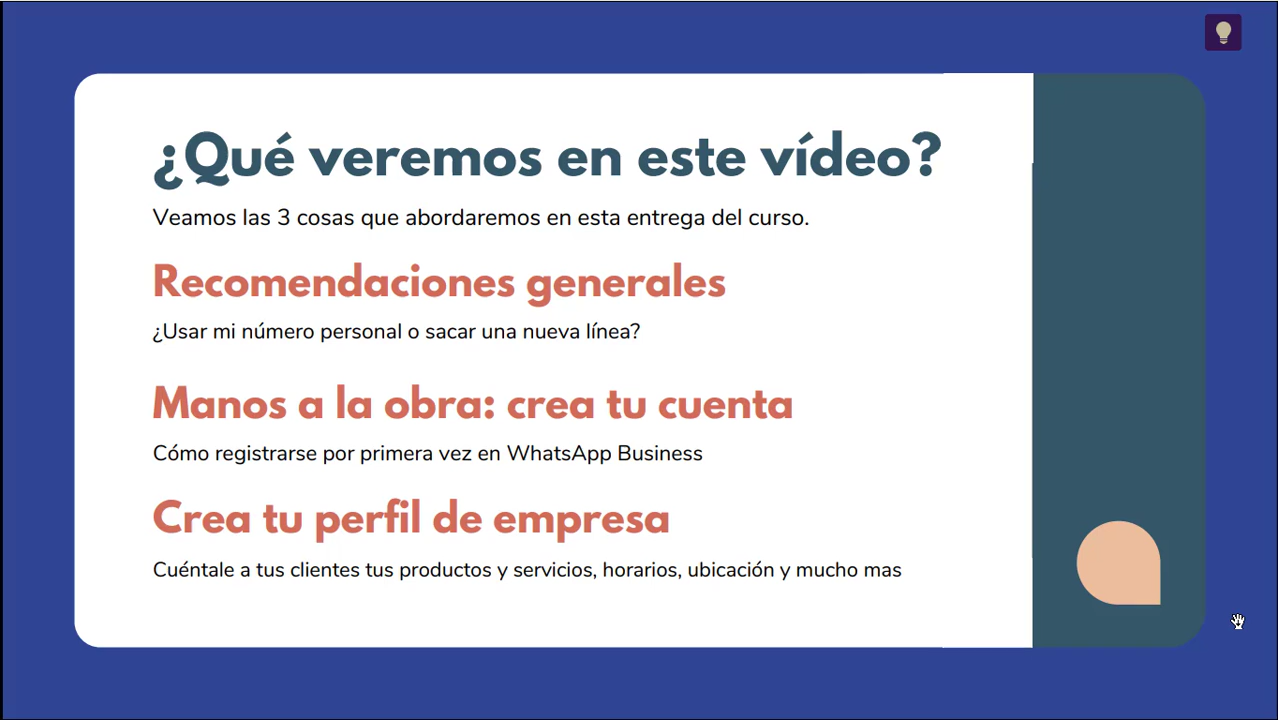 ¿Qué veremos en este vídeo?
Veamos las 3 cosas que abordaremos en esta entrega del curso.
Recomendaciones generales
¿Usar mi número personal o sacar una nueva línea?
Manos a la obra: crea tu cuenta
Cómo registrarse por primera vez en WhatsApp Business
Crea tu perfil de empresa
Cuéntale a tus clientes tus productos y servicios, horarios, ubicación y mucho mas